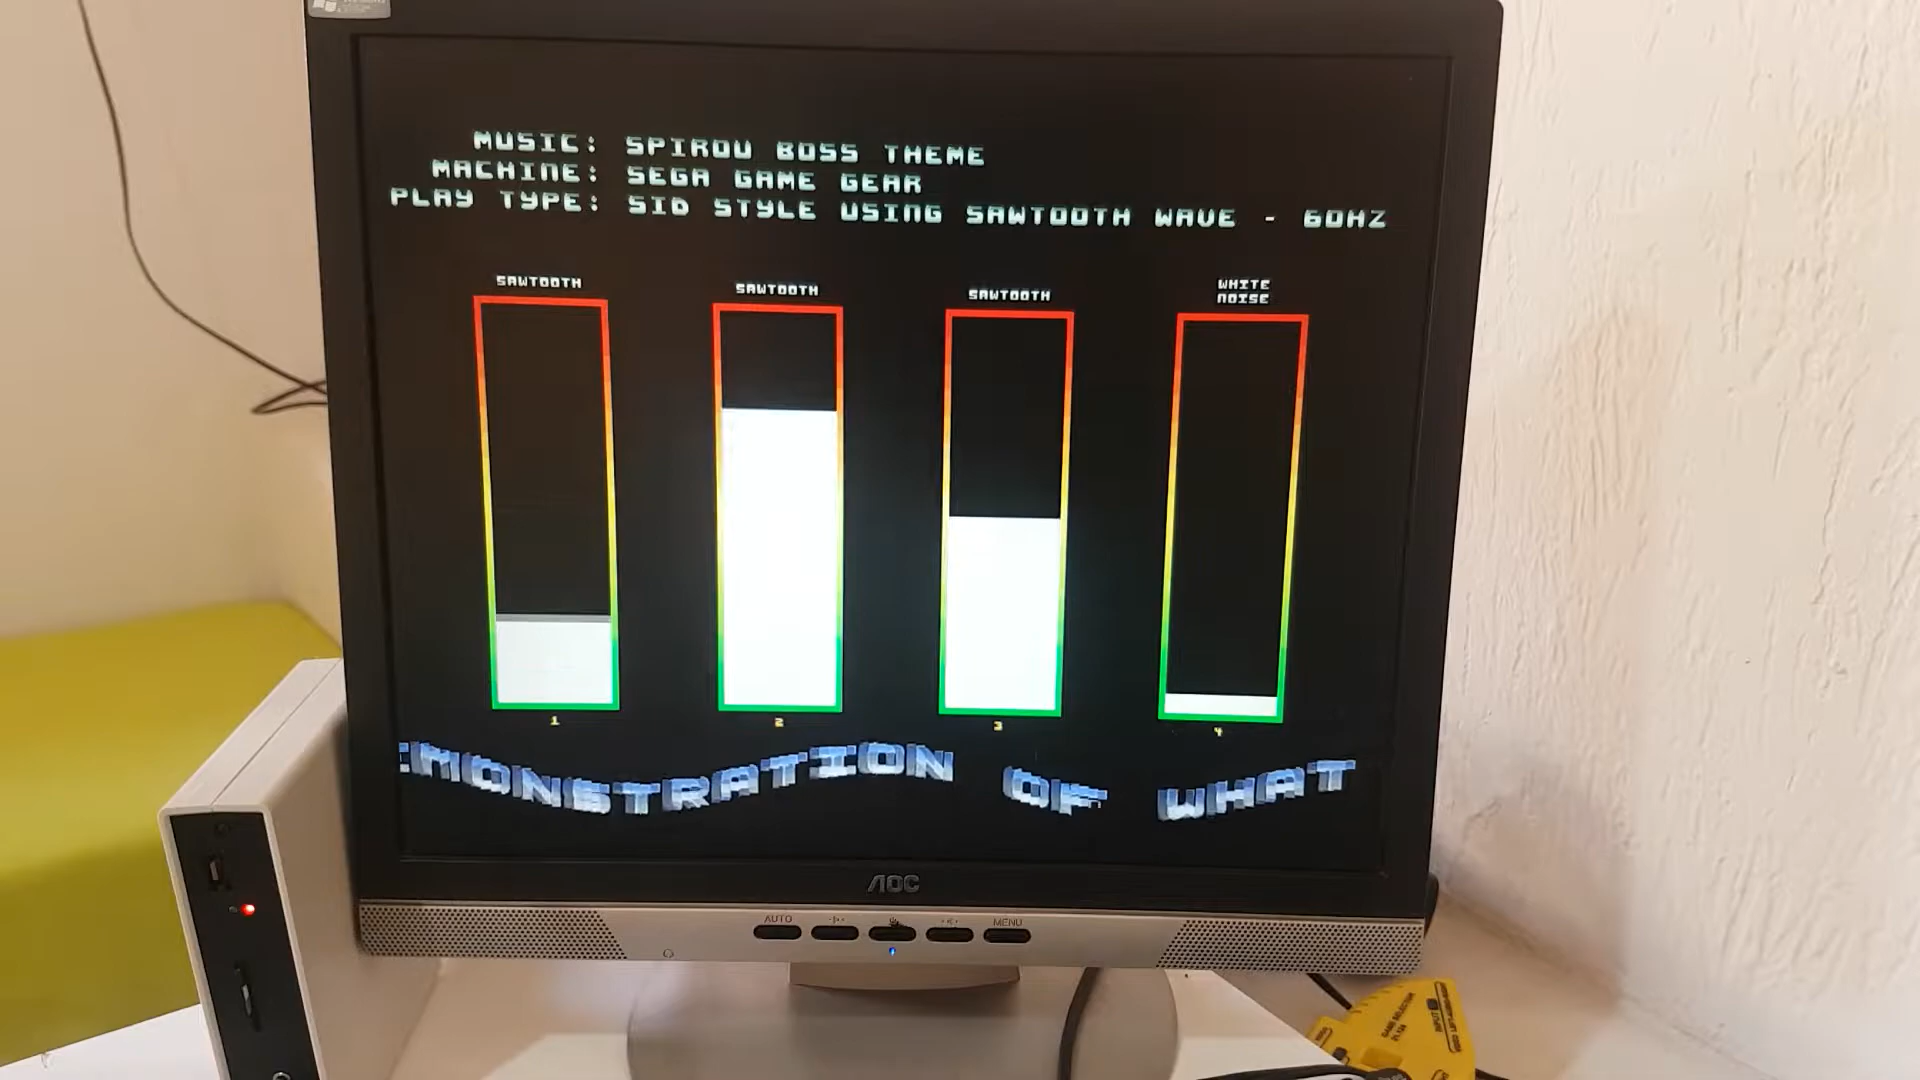 MUSIC: SPIROU BOSS THEME
MACHINE: SEGA GAME GEAR
PLAY TYPE: SID STYLE USING SAWTOOTH WAVE - 60HZ
SAWTOOTH
SAWTOOTH
SAWTOOTH
WHITE
NOISE
1
2
3
4
EMONSTRATION OF WHAT
AOC
AUTO
MENU